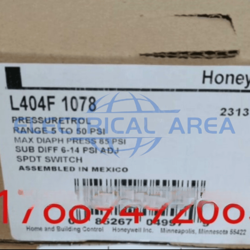 Honeyw
L404F 1078
2313
PRESSURETROL
RANGE 5 TO 50 PSI
MAX DIAPH PRESS 85 PSI
SUB DIFF 6-14 PSI ADJ
SPDT SWITCH
ASSEMBLED IN MEXICO
Home and Building Control Honeywell Inc. Minneapolis, Minnesota 55422